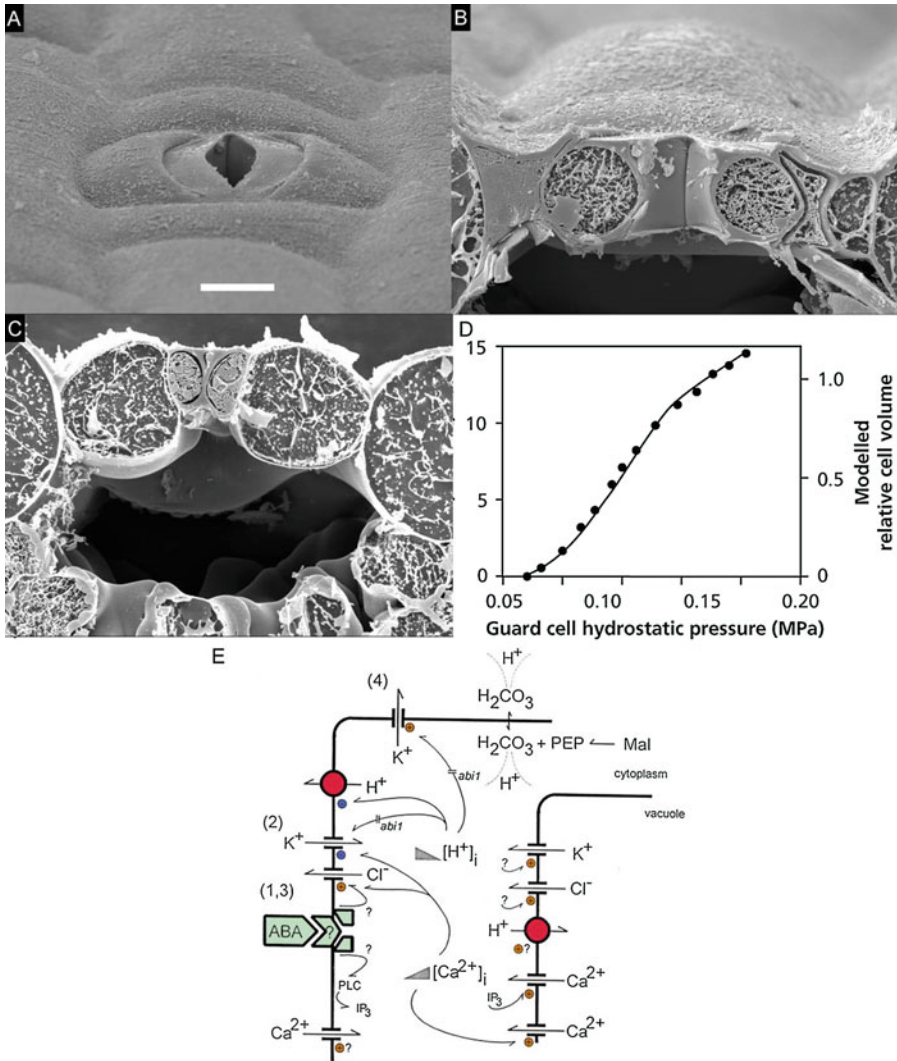 A
B
C
D
15
10
5
0
1.0
0.5
0
Modelled
relative cell volume
0.05
0.10
0.15
0.20
Guard cell hydrostatic pressure (MPa)
E
(4)
H+
H2CO3
K+
H2CO3 + PEP
Mal
H+
abi1
cytoplasm
vacuole
H+
abi1
(2)
K+
[H+]i
K+
?
Cl-
Cl-
?
(1,3)
?
ABA
?
H+
?
?
[Ca2+]i
PLC
Ca2+
IP3
IP3
Ca2+
?
Ca2+